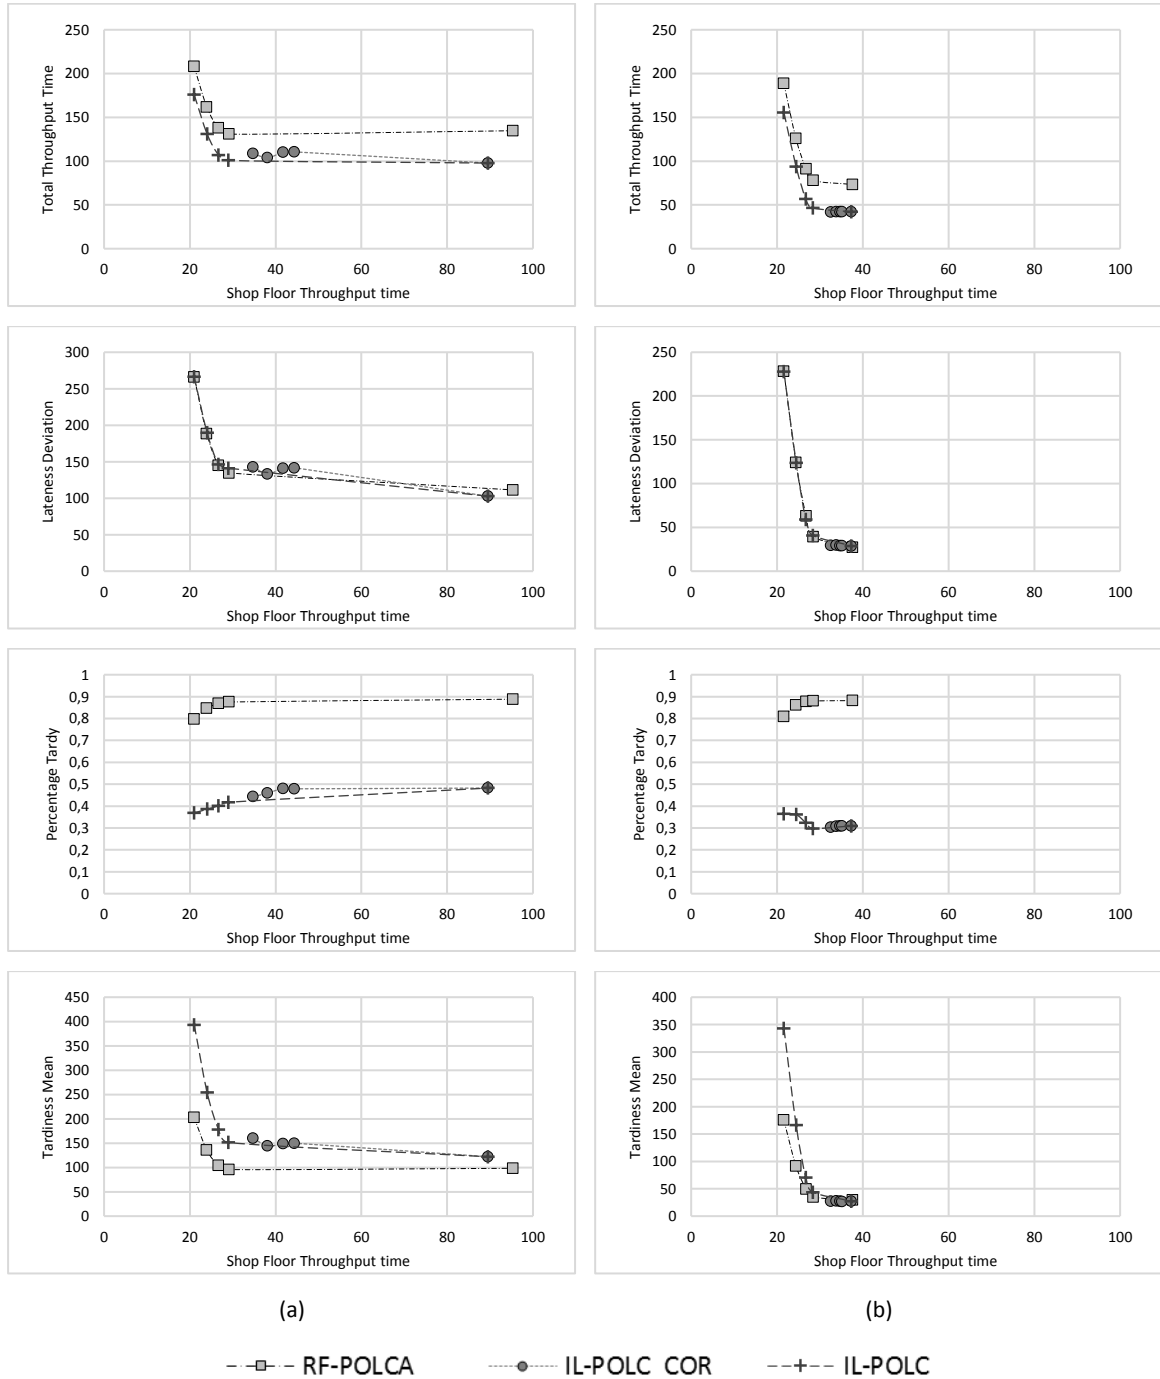 250
200
150
100
50
0
0 20 40 60 80 100
Total Throughput Time
Shop Floor Throughput time
250
200
150
100
50
0
0 20 40 60 80 100
Total Throughput Time
Shop Floor Throughput time
300
250
200
150
100
50
0
0 20 40 60 80 100
Lateness Deviation
Shop Floor Throughput time
250
200
150
100
50
0
0 20 40 60 80 100
Lateness Deviation
Shop Floor Throughput time
1
0,9
0,8
0,7
0,6
0,5
0,4
0,3
0,2
0,1
0
0 20 40 60 80 100
Percentage Tardy
Shop Floor Throughput time
1
0,9
0,8
0,7
0,6
0,5
0,4
0,3
0,2
0,1
0
0 20 40 60 80 100
Percentage Tardy
Shop Floor Throughput time
450
400
350
300
250
200
150
100
50
0
0 20 40 60 80 100
Tardiness Mean
Shop Floor Throughput time
400
350
300
250
200
150
100
50
0
0 20 40 60 80 100
Tardiness Mean
Shop Floor Throughput time
(a) (b)
RF-POLCA IL-POLC COR IL-POLC